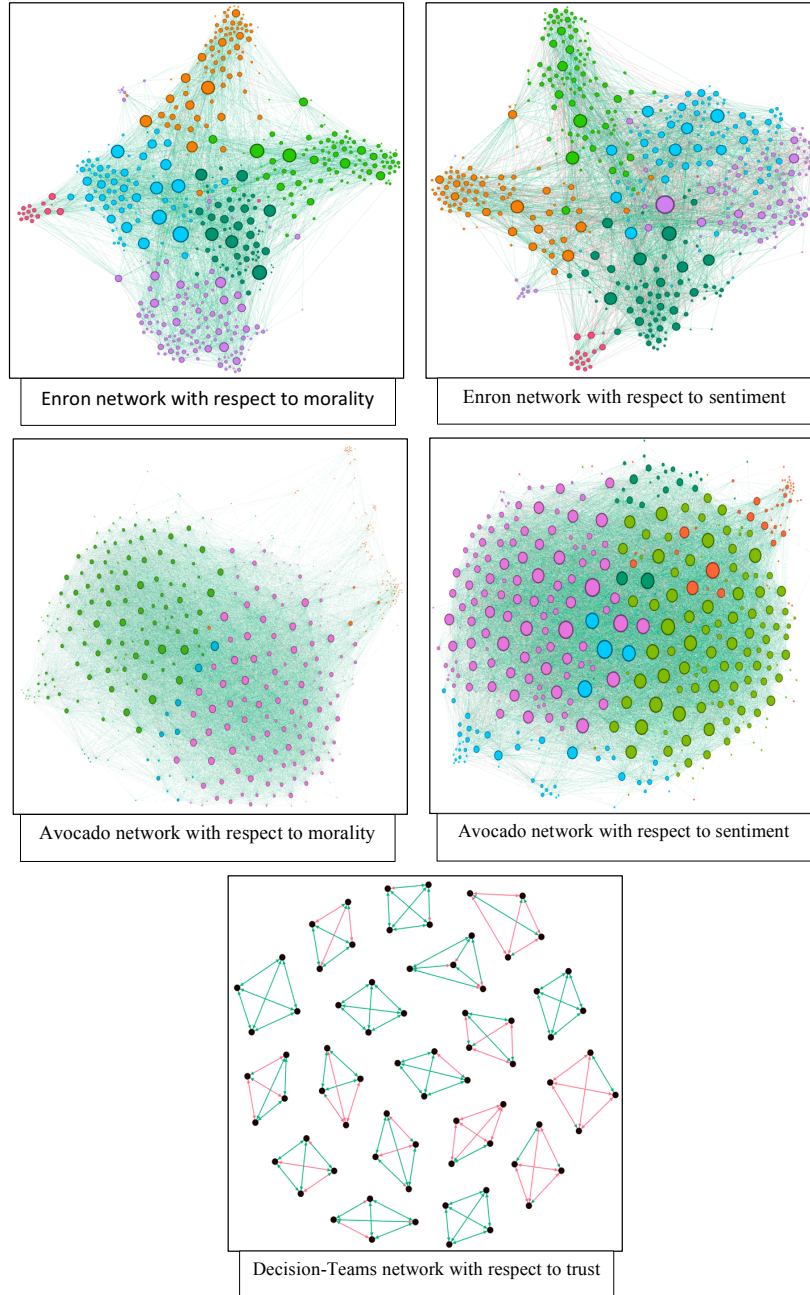 Enron network with respect to morality
Enron network with respect to sentiment
Avocado network with respect to morality
Avocado network with respect to sentiment
Decision-Teams network with respect to trust